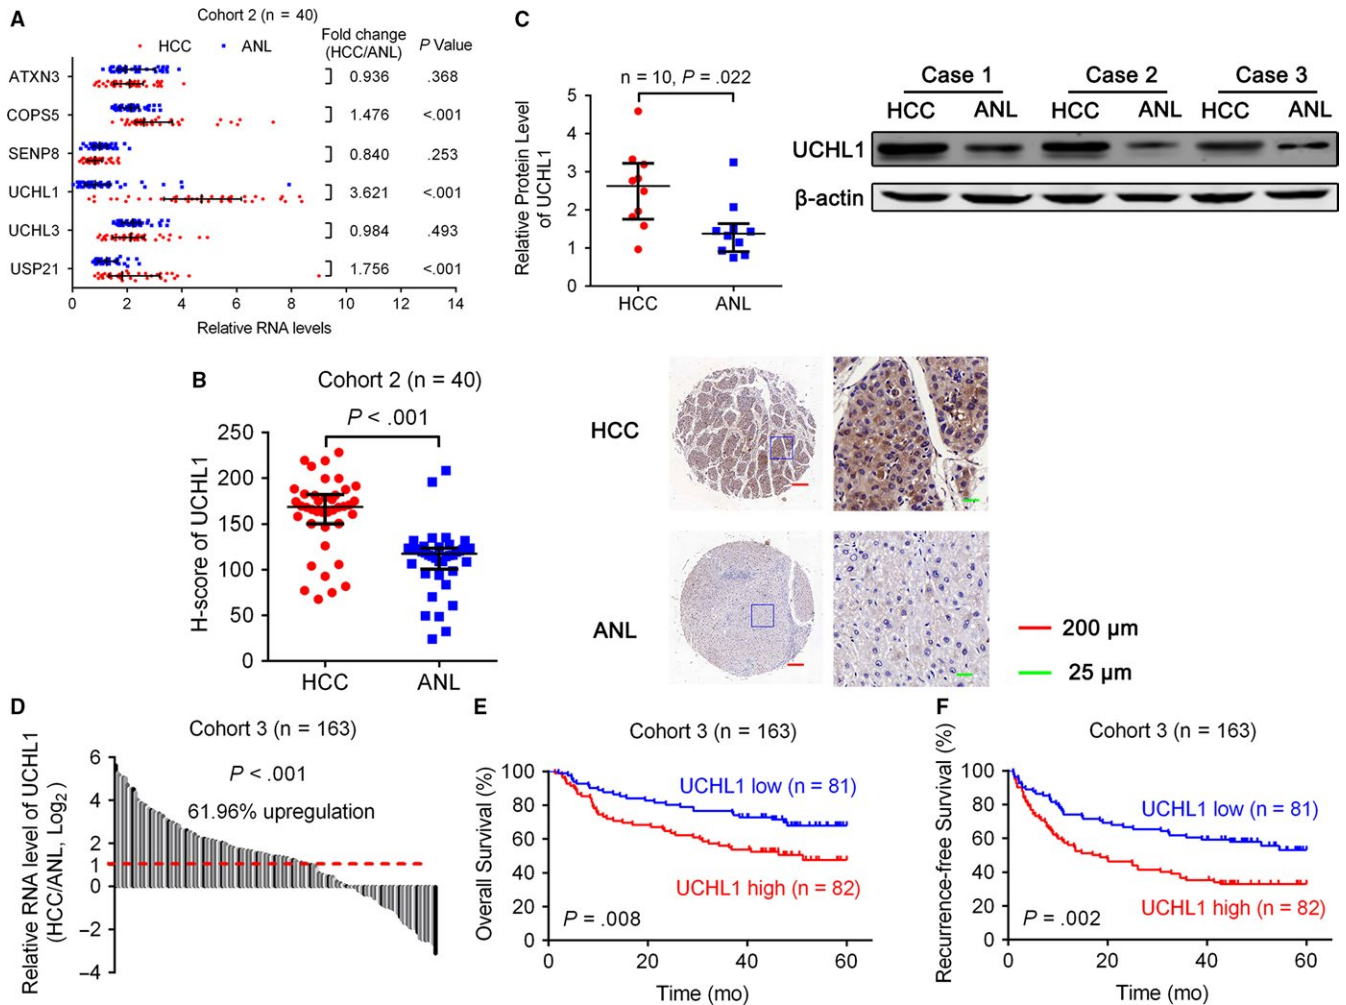 A
Cohort 2 (n = 40)
HCC ANL
Fold change
(HCC/ANL)
P Value
ATXN3 0.936 .368
COPS5 1.476 <.001
SENP8 0.840 .253
UCHL1 3.621 <.001
UCHL3 0.984 .493
USP21 1.756 <.001
0 2 4 6 8 10 12 14
Relative RNA levels
C
n = 10, P = .022
Relative Protein Level
of UCHL1
5
4
3
2
1
0
HCC ANL
Case 1 Case 2 Case 3
HCC ANL HCC ANL HCC ANL
UCHL1
β-actin
B
Cohort 2 (n = 40)
P < .001
H-score of UCHL1
250
200
150
100
50
0
HCC ANL
HCC
ANL
200 μm
25 μm
D
Cohort 3 (n = 163)
P < .001
61.96% upregulation
Relative RNA level of UCHL1
(HCC/ANL, Log2)
6
4
2
1
0
−2
−4
E
Cohort 3 (n = 163)
Overall Survival (%)
100
80
60
40
20
0
UCHL1 low (n = 81)
UCHL1 high (n = 82)
P = .008
0 20 40 60
Time (mo)
F
Cohort 3 (n = 163)
Recurrence-free Survival (%)
100
80
60
40
20
0
UCHL1 low (n = 81)
UCHL1 high (n = 82)
P = .002
0 20 40 60
Time (mo)